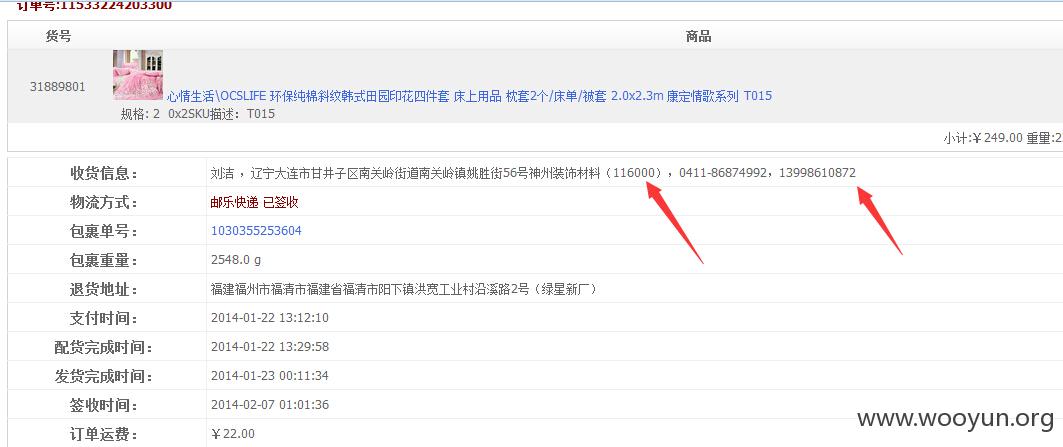 订单号:11533224203300
货号 商品
31889801 心情生活\OCSLIFE 环保纯棉斜纹韩式田园印花四件套 床上用品 枕套2个/床单/被套 2.0x2.3m 康定情歌系列 T015
规格: 2 0x2SKU描述: T015
小计:￥249.00 重量:2
收货信息: 刘洁 ，辽宁大连市甘井子区南关岭街道南关岭镇姚胜街56号神州装饰材料（116000），0411-86874992，13998610872
物流方式: 邮乐快递 已签收
包裹单号: 1030355253604
包裹重量: 2548.0 g
退货地址: 福建福州市福清市福建省福清市阳下镇洪宽工业村沿溪路2号（绿星新厂）
支付时间: 2014-01-22 13:12:10
配货完成时间: 2014-01-22 13:29:58
发货完成时间: 2014-01-23 00:11:34
签收时间: 2014-02-07 01:01:36
订单运费: ￥22.00
www.wooyun.org